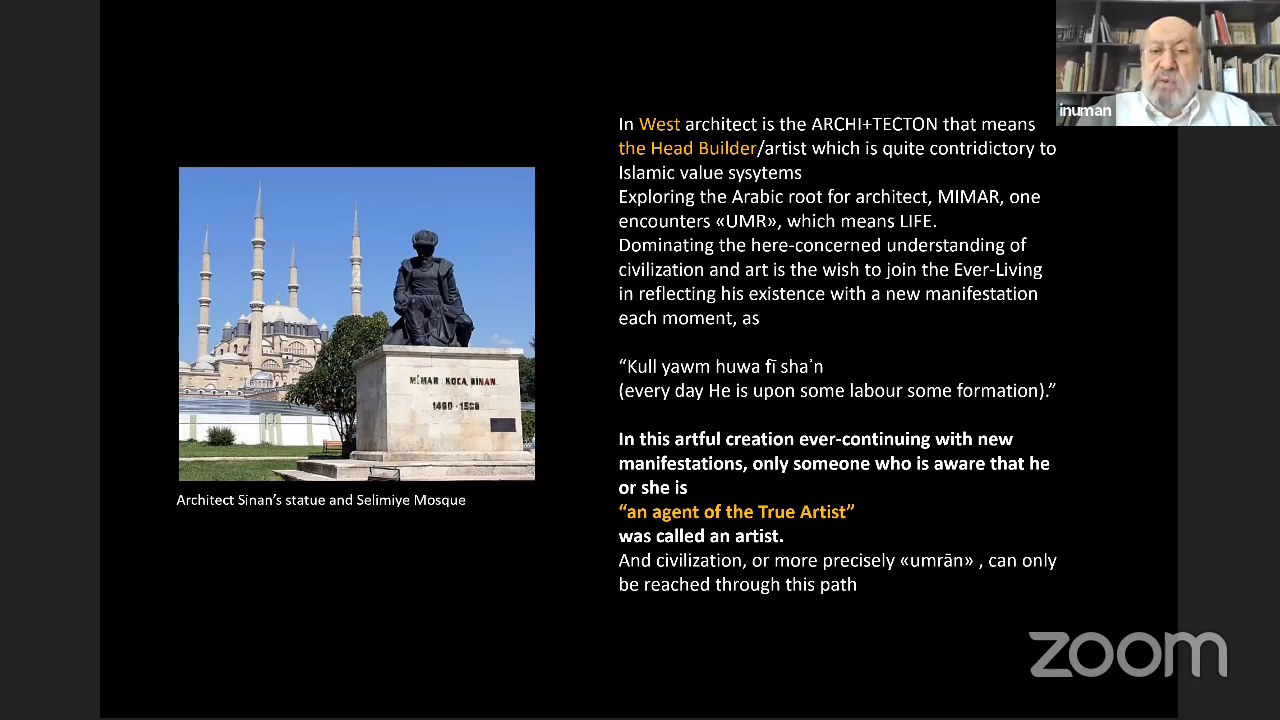 inuman
In West architect is the ARCHI+TECTON that means
the Head Builder/artist which is quite contridictory to
Islamic value sysytems
Exploring the Arabic root for architect, MIMAR, one
encounters «UMR», which means LIFE.
Dominating the here-concerned understanding of
civilization and art is the wish to join the Ever-Living
in reflecting his existence with a new manifestation
each moment, as
“Kull yawm huwa fī shaʾn
(every day He is upon some labour some formation).”
In this artful creation ever-continuing with new
manifestations, only someone who is aware that he
or she is
“an agent of the True Artist”
was called an artist.
And civilization, or more precisely «umrān» , can only
be reached through this path
MİMAR KOCA SİNAN
1490-1588
Architect Sinan’s statue and Selimiye Mosque
zoom